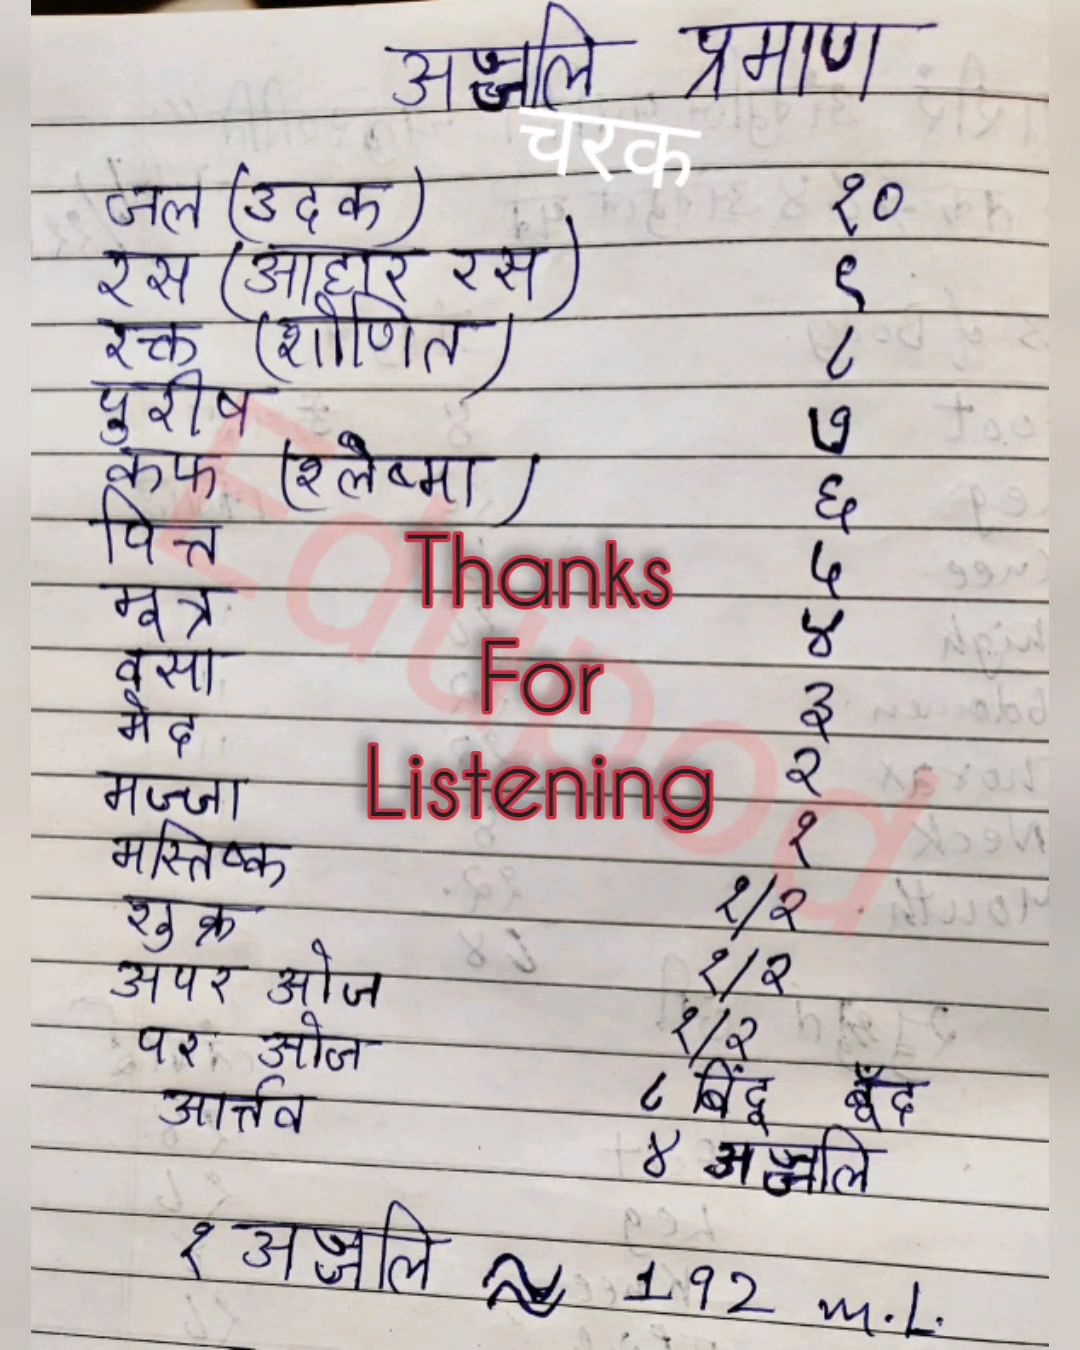 अञ्जलि प्रमाण
चरक
जल (उदक) १०
रस (आहार रस) ९
रक्त (शोणित) ८
पुरीष ७
कफ (श्लेष्मा) ६
पित्त ५
मूत्र ४
वसा ३
मेद २
मज्जा १
मस्तिष्क १/२
शुक्र १/२
अपर ओज १/२
पर ओज ८ बिंदू बूँद
आर्त्तव ४ अञ्जलि
१ अञ्जलि ≈ 192 m.L.
Thanks
For
Listening
Edupod